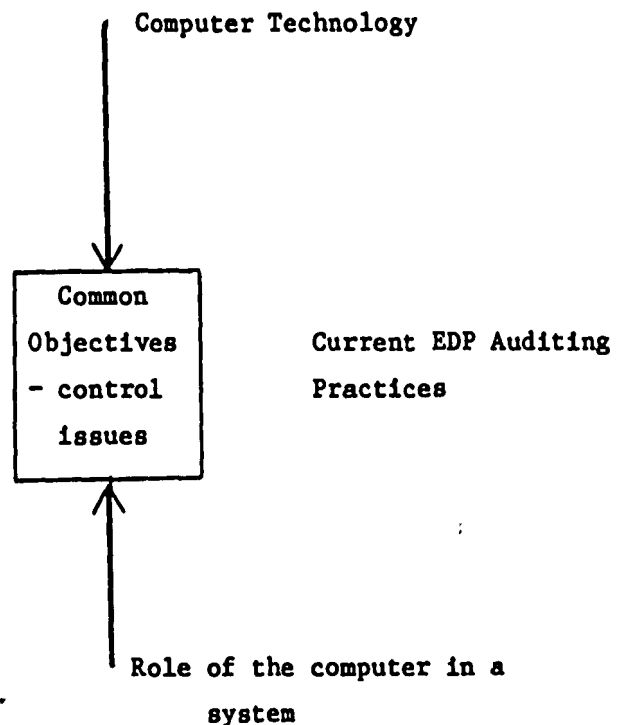 Computer Technology
Common
Objectives
- control
issues
Current EDP Auditing
Practices
Role of the computer in a
system